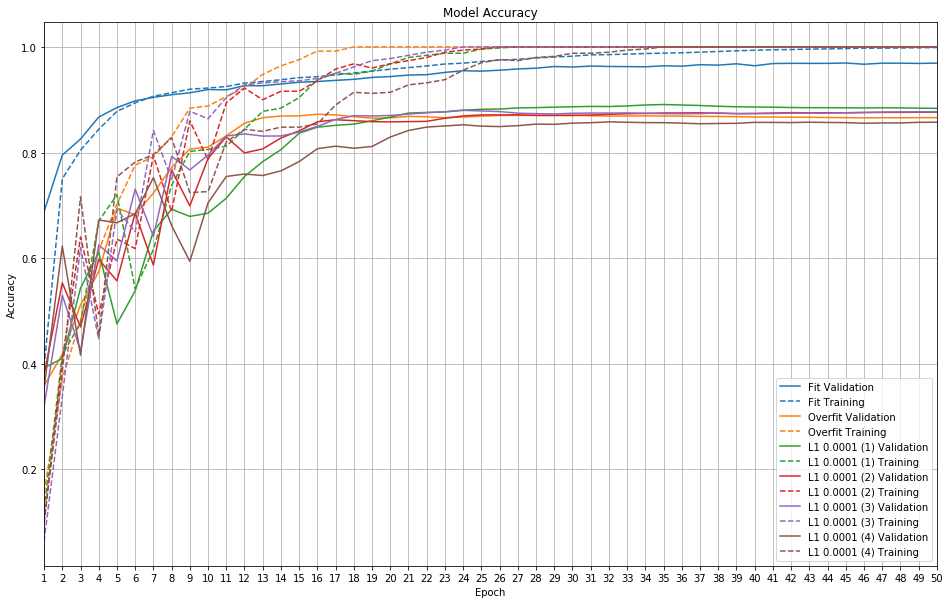 Model Accuracy
1.0
0.8
0.6
0.4
0.2
Accuracy
1 2 3 4 5 6 7 8 9 10 11 12 13 14 15 16 17 18 19 20 21 22 23 24 25 26 27 28 29 30 31 32 33 34 35 36 37 38 39 40 41 42 43 44 45 46 47 48 49 50
Epoch
Fit Validation
Fit Training
Overfit Validation
Overfit Training
L1 0.0001 (1) Validation
L1 0.0001 (1) Training
L1 0.0001 (2) Validation
L1 0.0001 (2) Training
L1 0.0001 (3) Validation
L1 0.0001 (3) Training
L1 0.0001 (4) Validation
L1 0.0001 (4) Training